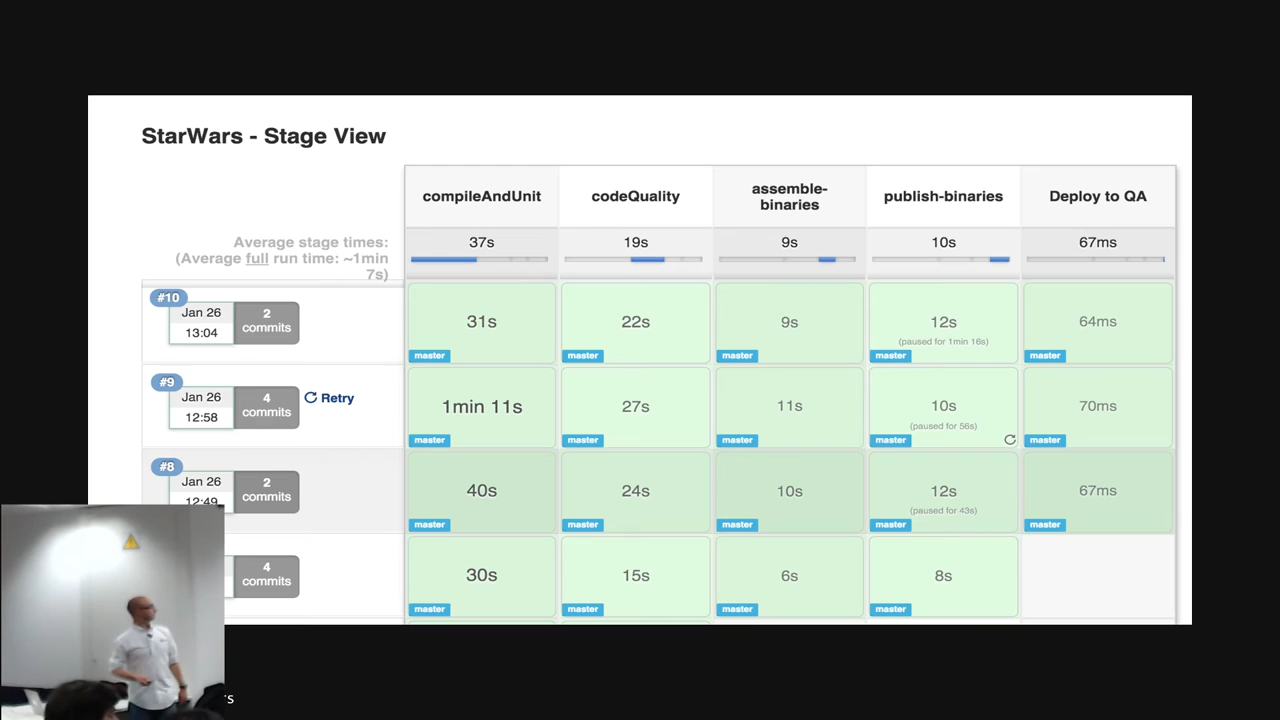 StarWars - Stage View
compileAndUnit
codeQuality
assemble-
binaries
publish-binaries
Deploy to QA
Average stage times:
(Average full run time: ~1min
7s)
37s
19s
9s
10s
67ms
#10
Jan 26
13:04
2
commits
31s
master
22s
master
9s
master
12s
(paused for 1min 16s)
master
64ms
master
#9
Jan 26
12:58
4
commits
Retry
1min 11s
master
27s
master
11s
master
10s
(paused for 56s)
master
70ms
master
#8
Jan 26
12:49
2
commits
40s
master
24s
master
10s
master
12s
(paused for 43s)
master
67ms
master
4
commits
30s
master
15s
master
6s
master
8s
master